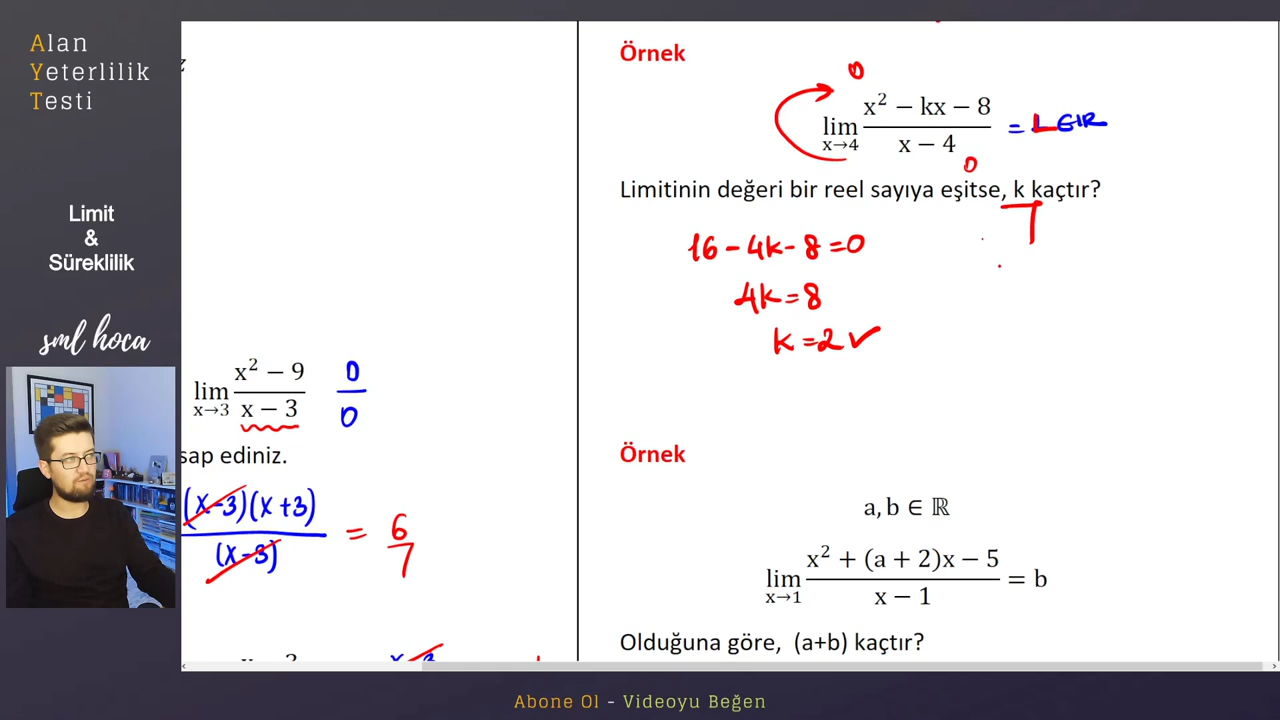 Alan
Yeterlilik
Testi
Limit
&
Süreklilik
sml hoca
lim x→3 x² − 9 / x − 3 0/0
sap ediniz.
(x−3)(x+3) / (x−3) = 6
Örnek
0
lim x→4 x² − kx − 8 / x − 4 = L ∈ IR
0
Limitinin değeri bir reel sayıya eşitse, k kaçtır?
16 − 4k − 8 = 0
4k = 8
k = 2 ✓
Örnek
a, b ∈ ℝ
lim x→1 x² + (a + 2)x − 5 / x − 1 = b
Olduğuna göre, (a+b) kaçtır?
Abone Ol - Videoyu Beğen